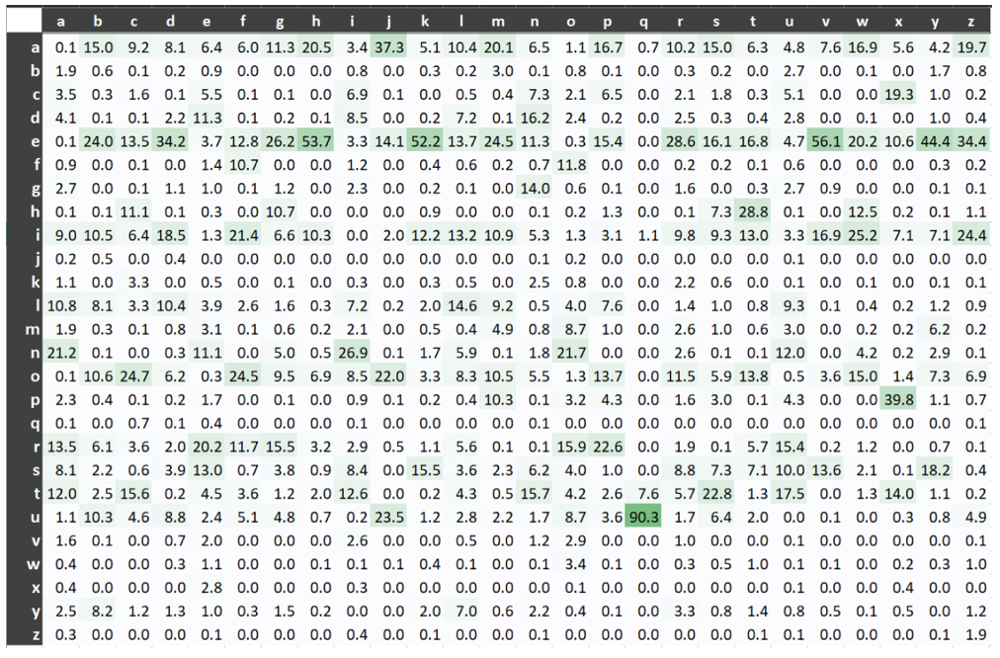 a b c d e f g h i j k l m n o p q r s t u v w x y z
a 0.1 15.0 9.2 8.1 6.4 6.0 11.3 20.5 3.4 37.3 5.1 10.4 20.1 6.5 1.1 16.7 0.7 10.2 15.0 6.3 4.8 7.6 16.9 5.6 4.2 19.7
b 1.9 0.6 0.1 0.2 0.9 0.0 0.0 0.0 0.8 0.0 0.3 0.2 3.0 0.1 0.8 0.1 0.0 0.3 0.2 0.0 2.7 0.0 0.1 0.0 1.7 0.8
c 3.5 0.3 1.6 0.1 5.5 0.1 0.1 0.0 6.9 0.1 0.0 0.5 0.4 7.3 2.1 6.5 0.0 2.1 1.8 0.3 5.1 0.0 0.0 19.3 1.0 0.2
d 4.1 0.1 0.1 2.2 11.3 0.1 0.2 0.1 8.5 0.0 0.2 7.2 0.1 16.2 2.4 0.2 0.0 2.5 0.3 0.4 2.8 0.0 0.1 0.0 1.0 0.4
e 0.1 24.0 13.5 34.2 3.7 12.8 26.2 53.7 3.3 14.1 52.2 13.7 24.5 11.3 0.3 15.4 0.0 28.6 16.1 16.8 4.7 56.1 20.2 10.6 44.4 34.4
f 0.9 0.0 0.1 0.0 1.4 10.7 0.0 0.0 1.2 0.0 0.4 0.6 0.2 0.7 11.8 0.0 0.0 0.2 0.2 0.1 0.6 0.0 0.0 0.0 0.3 0.2
g 2.7 0.0 0.1 1.1 1.0 0.1 1.2 0.0 2.3 0.0 0.2 0.1 0.0 14.0 0.6 0.1 0.0 1.6 0.0 0.3 2.7 0.9 0.0 0.0 0.1 0.1
h 0.1 0.1 11.1 0.1 0.3 0.0 10.7 0.0 0.0 0.0 0.9 0.0 0.0 0.1 0.2 1.3 0.0 0.1 7.3 28.8 0.1 0.0 12.5 0.2 0.1 1.1
i 9.0 10.5 6.4 18.5 1.3 21.4 6.6 10.3 0.0 2.0 12.2 13.2 10.9 5.3 1.3 3.1 1.1 9.8 9.3 13.0 3.3 16.9 25.2 7.1 7.1 24.4
j 0.2 0.5 0.0 0.4 0.0 0.0 0.0 0.0 0.0 0.0 0.0 0.0 0.0 0.1 0.2 0.0 0.0 0.0 0.0 0.0 0.1 0.0 0.0 0.0 0.0 0.0
k 1.1 0.0 3.3 0.0 0.5 0.0 0.1 0.0 0.3 0.0 0.3 0.5 0.0 2.5 0.8 0.0 0.0 2.2 0.6 0.0 0.1 0.0 0.1 0.0 0.1 0.1
l 10.8 8.1 3.3 10.4 3.9 2.6 1.6 0.3 7.2 0.2 2.0 14.6 9.2 0.5 4.0 7.6 0.0 1.4 1.0 0.8 9.3 0.1 0.4 0.2 1.2 0.9
m 1.9 0.3 0.1 0.8 3.1 0.1 0.6 0.2 2.1 0.0 0.5 0.4 4.9 0.8 8.7 1.0 0.0 2.6 1.0 0.6 3.0 0.0 0.2 0.2 6.2 0.2
n 21.2 0.1 0.0 0.3 11.1 0.0 5.0 0.5 26.9 0.1 1.7 5.9 0.1 1.8 21.7 0.0 0.0 2.6 0.1 0.1 12.0 0.0 4.2 0.2 2.9 0.1
o 0.1 10.6 24.7 6.2 0.3 24.5 9.5 6.9 8.5 22.0 3.3 8.3 10.5 5.5 1.3 13.7 0.0 11.5 5.9 13.8 0.5 3.6 15.0 1.4 7.3 6.9
p 2.3 0.4 0.1 0.2 1.7 0.0 0.1 0.0 0.9 0.1 0.2 0.4 10.3 0.1 3.2 4.3 0.0 1.6 3.0 0.1 4.3 0.0 0.0 39.8 1.1 0.7
q 0.1 0.0 0.7 0.1 0.4 0.0 0.0 0.0 0.1 0.0 0.0 0.0 0.0 0.1 0.0 0.0 0.0 0.0 0.1 0.0 0.0 0.0 0.0 0.0 0.0 0.0
r 13.5 6.1 3.6 2.0 20.2 11.7 15.5 3.2 2.9 0.5 1.1 5.6 0.1 0.1 15.9 22.6 0.0 1.9 0.1 5.7 15.4 0.2 1.2 0.0 0.7 0.1
s 8.1 2.2 0.6 3.9 13.0 0.7 3.8 0.9 8.4 0.0 15.5 3.6 2.3 6.2 4.0 1.0 0.0 8.8 7.3 7.1 10.0 13.6 2.1 0.1 18.2 0.4
t 12.0 2.5 15.6 0.2 4.5 3.6 1.2 2.0 12.6 0.0 0.2 4.3 0.5 15.7 4.2 2.6 7.6 5.7 22.8 1.3 17.5 0.0 1.3 14.0 1.1 0.2
u 1.1 10.3 4.6 8.8 2.4 5.1 4.8 0.7 0.2 23.5 1.2 2.8 2.2 1.7 8.7 3.6 90.3 1.7 6.4 2.0 0.0 0.1 0.0 0.3 0.8 4.9
v 1.6 0.1 0.0 0.7 2.0 0.0 0.0 0.0 2.6 0.0 0.0 0.5 0.0 1.2 2.9 0.0 0.0 1.0 0.0 0.0 0.1 0.0 0.0 0.0 0.0 0.1
w 0.4 0.0 0.0 0.3 1.1 0.0 0.0 0.1 0.1 0.1 0.4 0.1 0.0 0.1 3.4 0.1 0.0 0.3 0.5 1.0 0.1 0.1 0.0 0.2 0.3 1.0
x 0.4 0.0 0.0 0.0 2.8 0.0 0.0 0.0 0.3 0.0 0.0 0.0 0.0 0.0 0.1 0.0 0.0 0.0 0.0 0.0 0.1 0.0 0.0 0.4 0.0 0.0
y 2.5 8.2 1.2 1.3 1.0 0.3 1.5 0.2 0.0 0.0 2.0 7.0 0.6 2.2 0.4 0.1 0.0 3.3 0.8 1.4 0.8 0.5 0.1 0.5 0.0 1.2
z 0.3 0.0 0.0 0.0 0.1 0.0 0.0 0.0 0.4 0.0 0.1 0.0 0.0 0.1 0.0 0.0 0.0 0.0 0.0 0.1 0.1 0.0 0.0 0.0 0.1 1.9